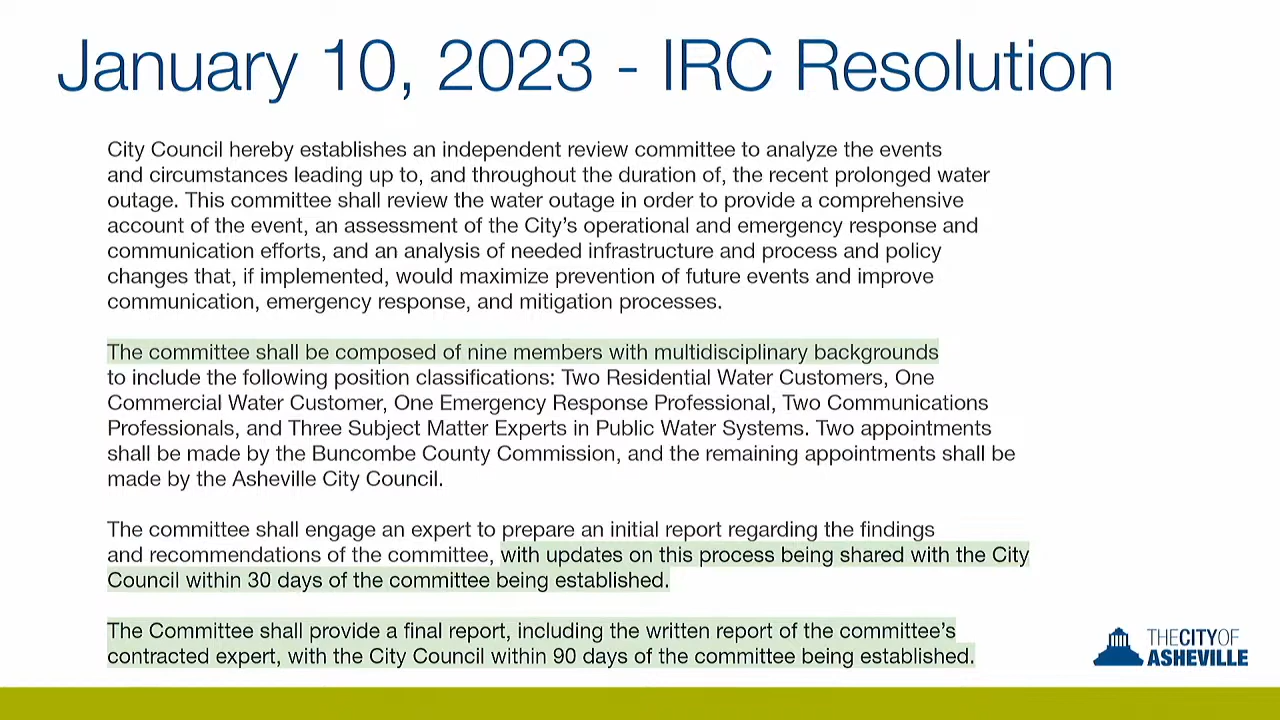 January 10, 2023 - IRC Resolution
City Council hereby establishes an independent review committee to analyze the events
and circumstances leading up to, and throughout the duration of, the recent prolonged water
outage. This committee shall review the water outage in order to provide a comprehensive
account of the event, an assessment of the City’s operational and emergency response and
communication efforts, and an analysis of needed infrastructure and process and policy
changes that, if implemented, would maximize prevention of future events and improve
communication, emergency response, and mitigation processes.
The committee shall be composed of nine members with multidisciplinary backgrounds
to include the following position classifications: Two Residential Water Customers, One
Commercial Water Customer, One Emergency Response Professional, Two Communications
Professionals, and Three Subject Matter Experts in Public Water Systems. Two appointments
shall be made by the Buncombe County Commission, and the remaining appointments shall be
made by the Asheville City Council.
The committee shall engage an expert to prepare an initial report regarding the findings
and recommendations of the committee, with updates on this process being shared with the City
Council within 30 days of the committee being established.
The Committee shall provide a final report, including the written report of the committee’s
contracted expert, with the City Council within 90 days of the committee being established.
THE CITY OF
ASHEVILLE